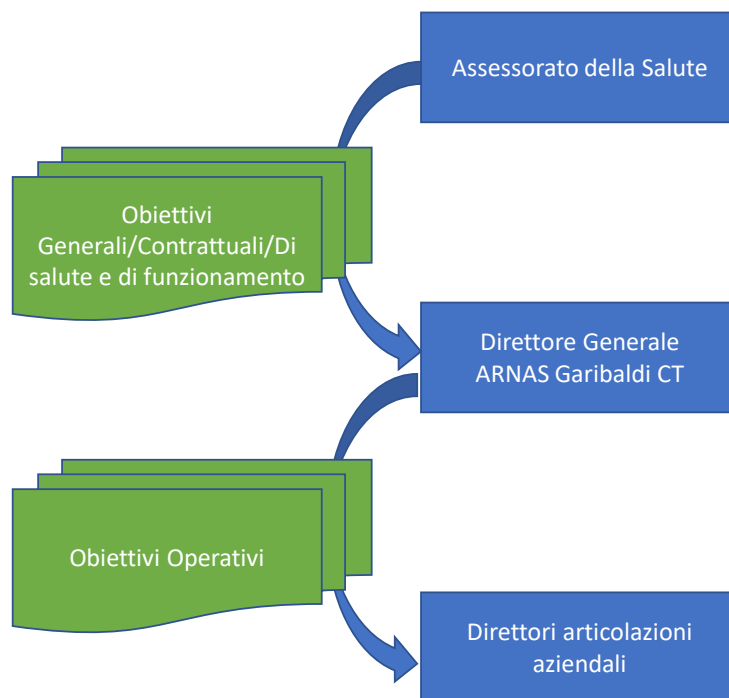 Assessorato della Salute
Obiettivi
Generali/Contrattuali/Di
salute e di funzionamento
Direttore Generale
ARNAS Garibaldi CT
Obiettivi Operativi
Direttori articolazioni
aziendali